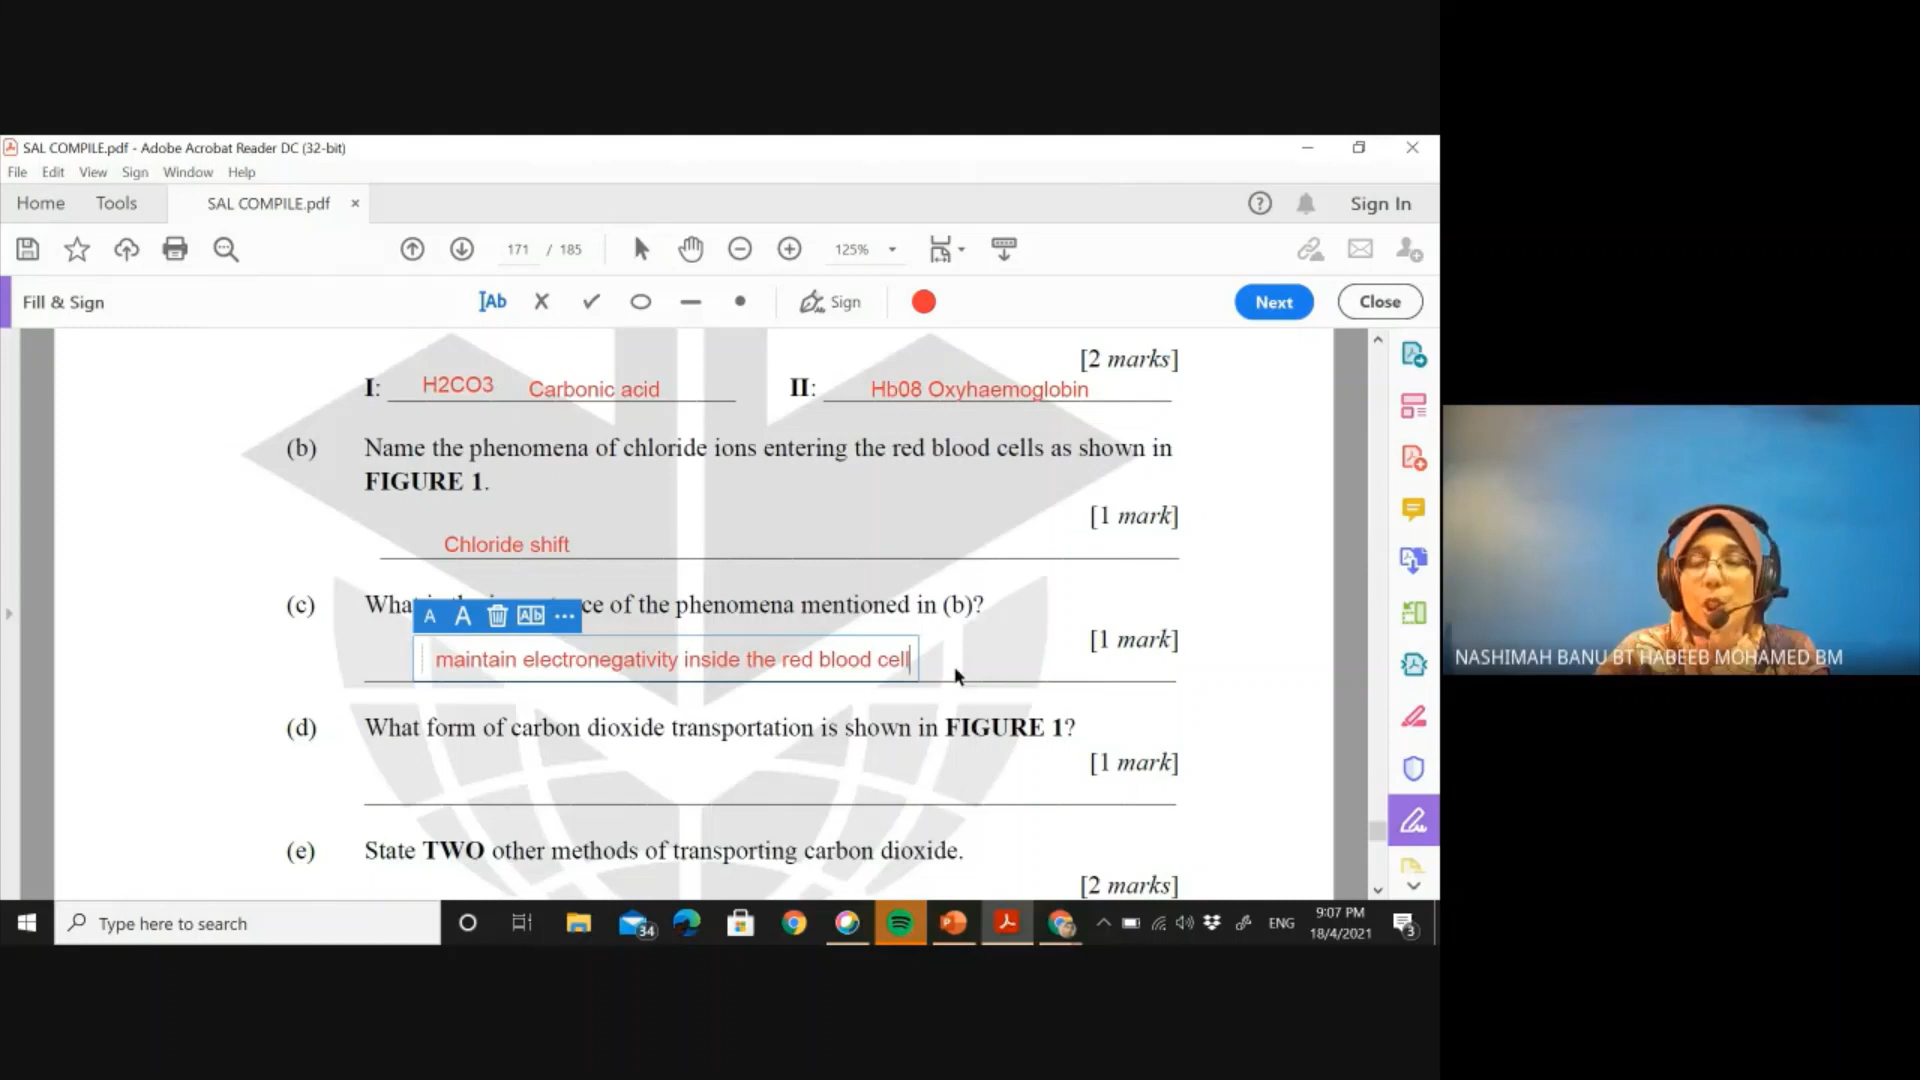 SAL COMPILE.pdf - Adobe Acrobat Reader DC (32-bit)
File Edit View Sign Window Help
Home Tools SAL COMPILE.pdf × Sign In
171 / 185 125%
Fill & Sign Ab Sign Next Close
[2 marks]
I: H2CO3 Carbonic acid II: Hb08 Oxyhaemoglobin
(b) Name the phenomena of chloride ions entering the red blood cells as shown in
FIGURE 1.
[1 mark]
Chloride shift
(c) What ce of the phenomena mentioned in (b)?
A A Ab
[1 mark]
maintain electronegativity inside the red blood cell
(d) What form of carbon dioxide transportation is shown in FIGURE 1?
[1 mark]
(e) State TWO other methods of transporting carbon dioxide.
[2 marks]
NASHIMAH BANU BT HABEEB MOHAMED BM
Type here to search 34 ENG 9:07 PM
18/4/2021 3